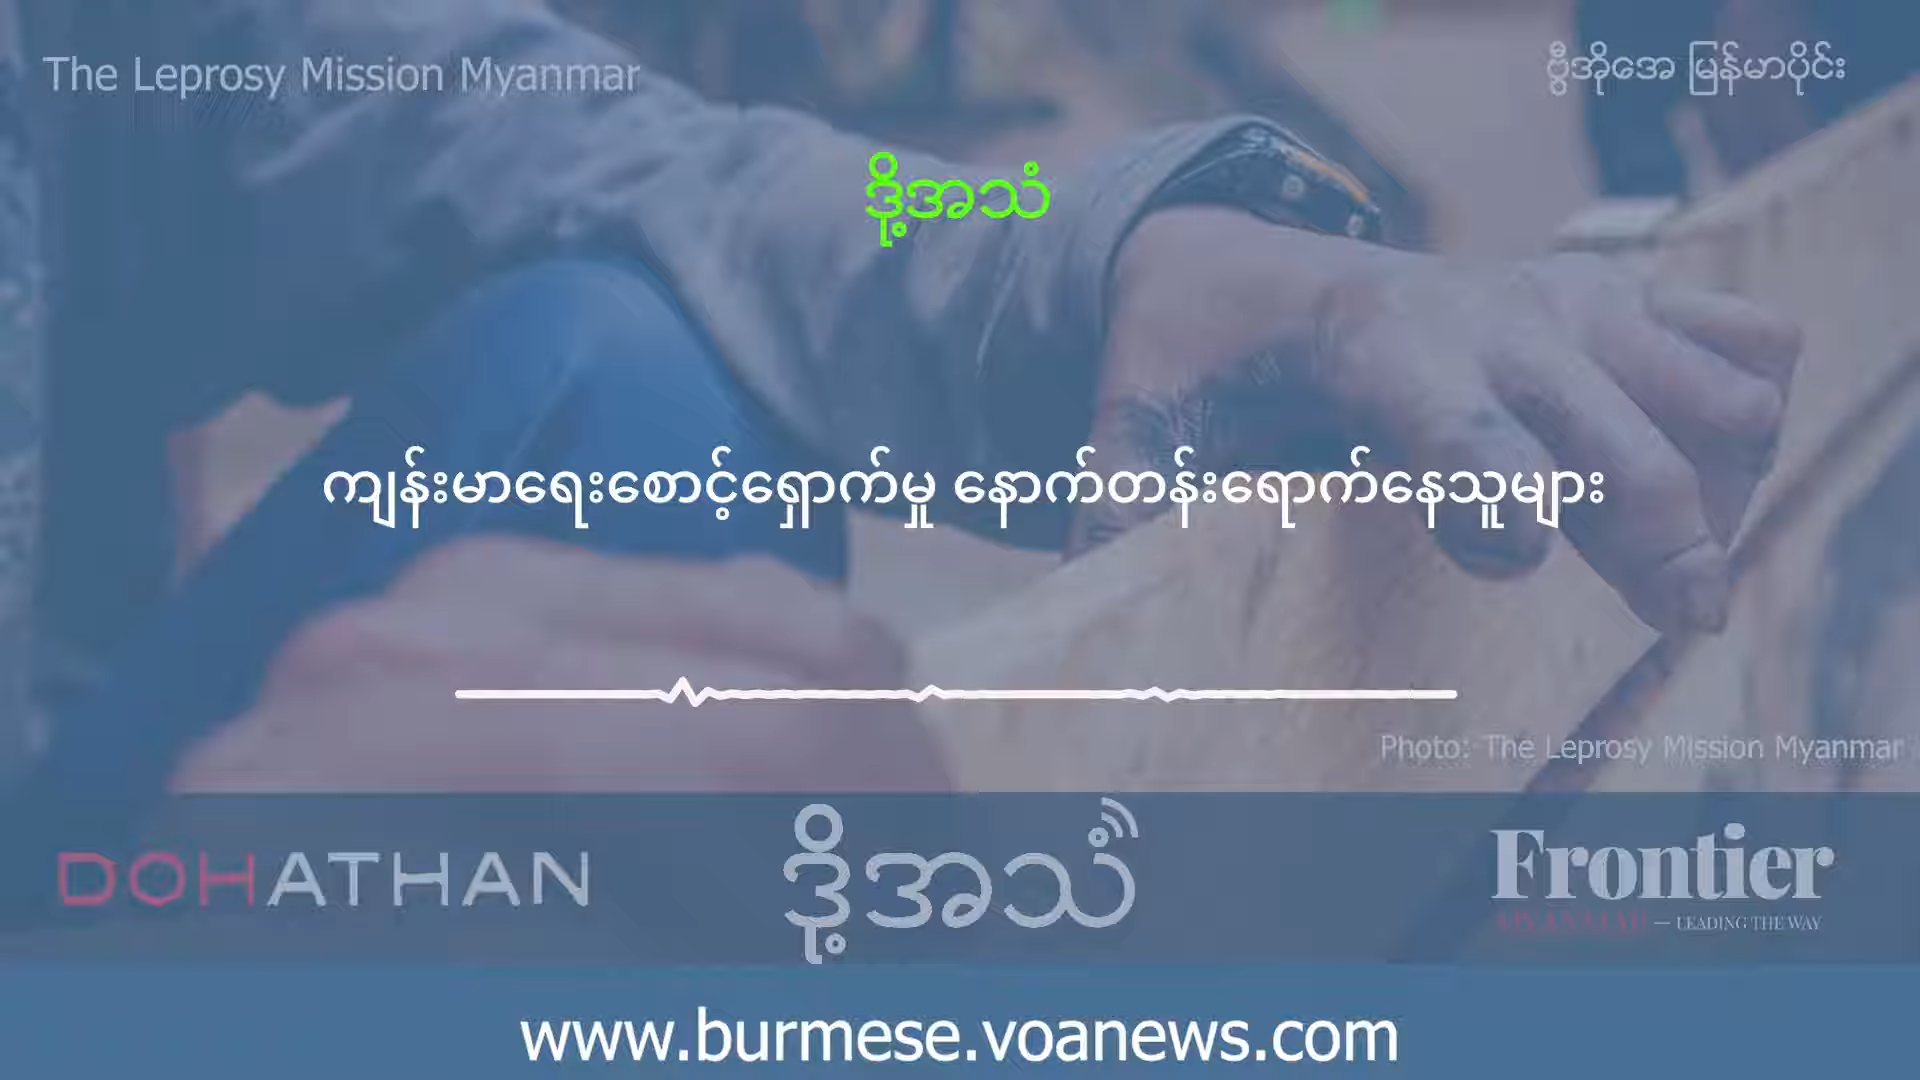 The Leprosy Mission Myanmar
ဗွီအိုအေ မြန်မာပိုင်း
ဒို့အသံ
ကျန်းမာရေးစောင့်ရှောက်မှု နောက်တန်းရောက်နေသူများ
Photo: The Leprosy Mission Myanmar
DOHATHAN
ဒို့အသံ
Frontier
MYANMAR — LEADING THE WAY
www.burmese.voanews.com